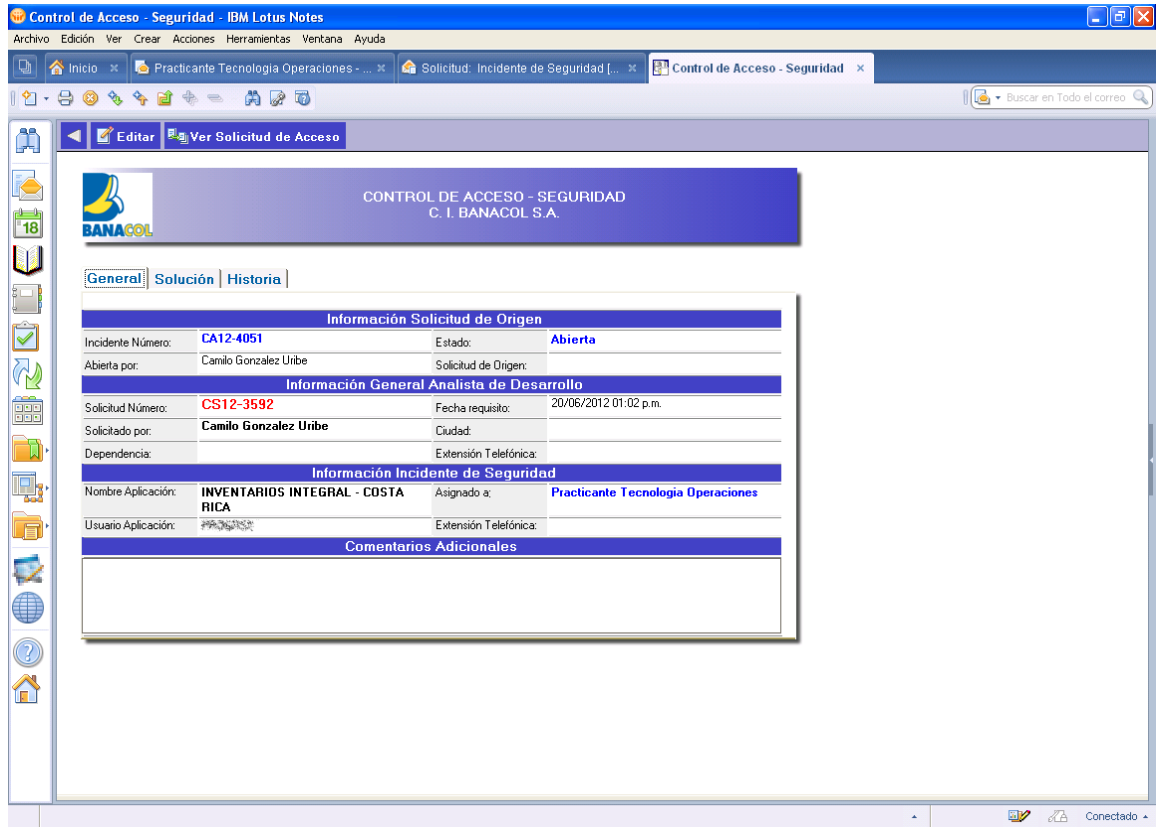 Control de Acceso - Seguridad - IBM Lotus Notes
Archivo Edición Ver Crear Acciones Herramientas Ventana Ayuda
Inicio Practicante Tecnologia Operaciones - ... Solicitud: Incidente de Seguridad [... Control de Acceso - Seguridad
Buscar en Todo el correo
Editar Ver Solicitud de Acceso
18
BANACOL
CONTROL DE ACCESO - SEGURIDAD
C. I. BANACOL S.A.
General Solución Historia
Información Solicitud de Origen
Incidente Número: CA12-4051 Estado: Abierta
Abierta por: Camilo Gonzalez Uribe Solicitud de Origen:
Información General Analista de Desarrollo
Solicitud Número: CS12-3592 Fecha requisito: 20/06/2012 01:02 p.m.
Solicitado por: Camilo Gonzalez Uribe Ciudad:
Dependencia: Extensión Telefónica:
Información Incidente de Seguridad
Nombre Aplicación: INVENTARIOS INTEGRAL - COSTA RICA Asignado a: Practicante Tecnologia Operaciones
Usuario Aplicación: Extensión Telefónica:
Comentarios Adicionales
Conectado